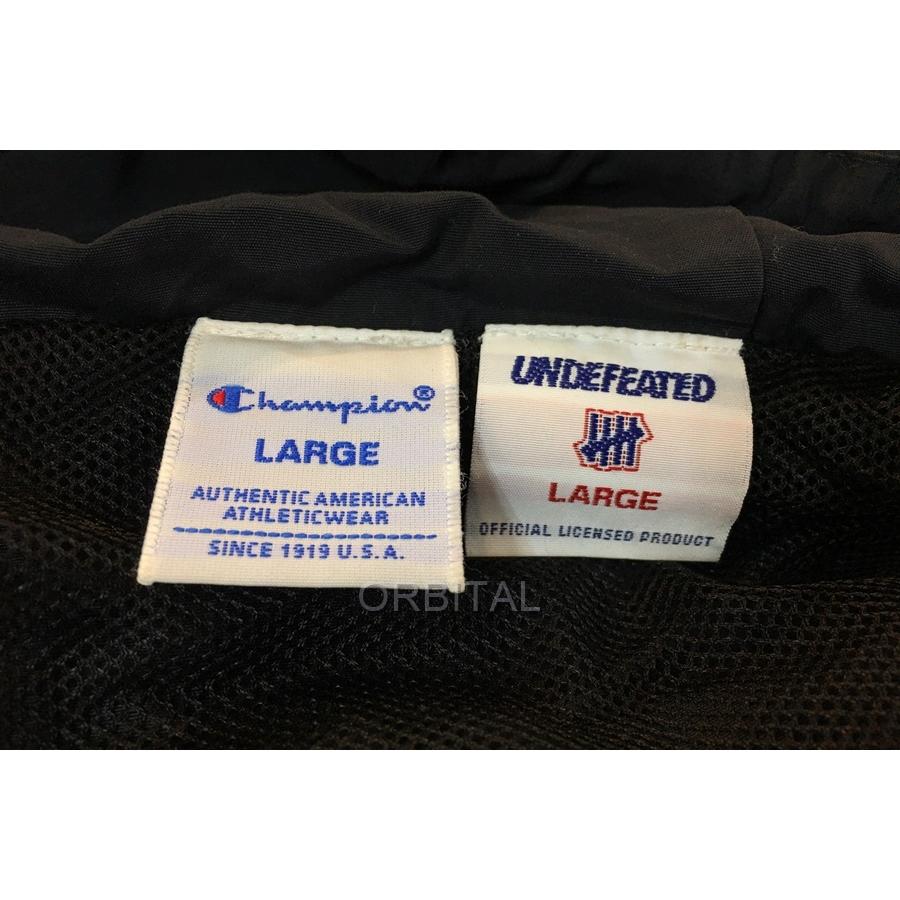 Champion®
LARGE
AUTHENTIC AMERICAN
ATHLETICWEAR
SINCE 1919 U.S.A.
UNDEFEATED
LARGE
OFFICIAL LICENSED PRODUCT
ORBITAL